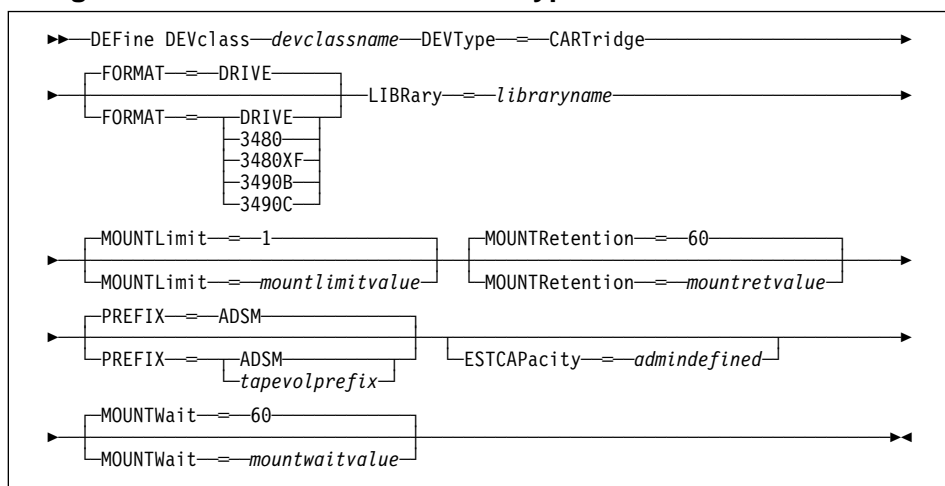 DEFine DEVclass devclassname DEVType = CARTridge
FORMAT = DRIVE
LIBRary = libraryname
FORMAT = DRIVE
3480
3480XF
3490B
3490C
MOUNTLimit = 1 MOUNTRetention = 60
MOUNTLimit = mountlimitvalue MOUNTRetention = mountretvalue
PREFIX = ADSM
PREFIX = ADSM ESTCAPacity = admindefined
tapevolprefix
MOUNTWait = 60
MOUNTWait = mountwaitvalue